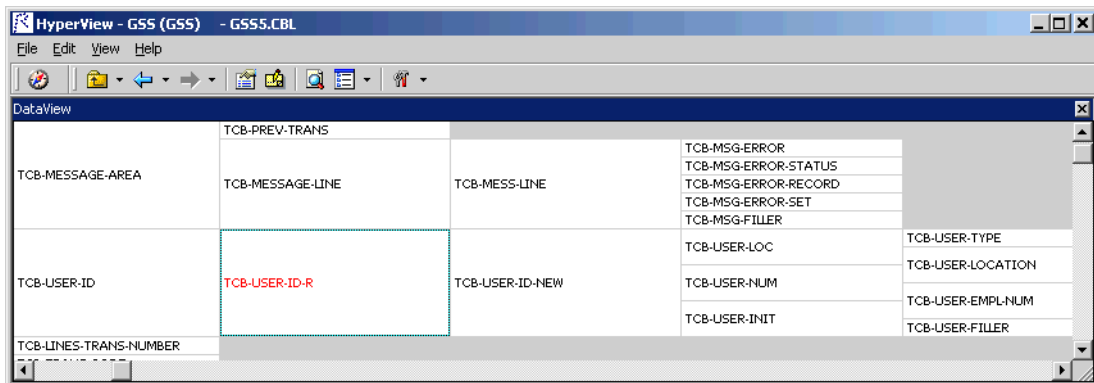 HyperView - GSS (GSS) - GSS5.CBL
File Edit View Help
DataView
TCB-MESSAGE-AREA
TCB-PREV-TRANS
TCB-MESSAGE-LINE
TCB-MESS-LINE
TCB-MSG-ERROR
TCB-MSG-ERROR-STATUS
TCB-MSG-ERROR-RECORD
TCB-MSG-ERROR-SET
TCB-MSG-FILLER
TCB-USER-ID
TCB-USER-ID-R
TCB-USER-ID-NEW
TCB-USER-LOC
TCB-USER-NUM
TCB-USER-INIT
TCB-USER-TYPE
TCB-USER-LOCATION
TCB-USER-EMPL-NUM
TCB-USER-FILLER
TCB-LINES-TRANS-NUMBER